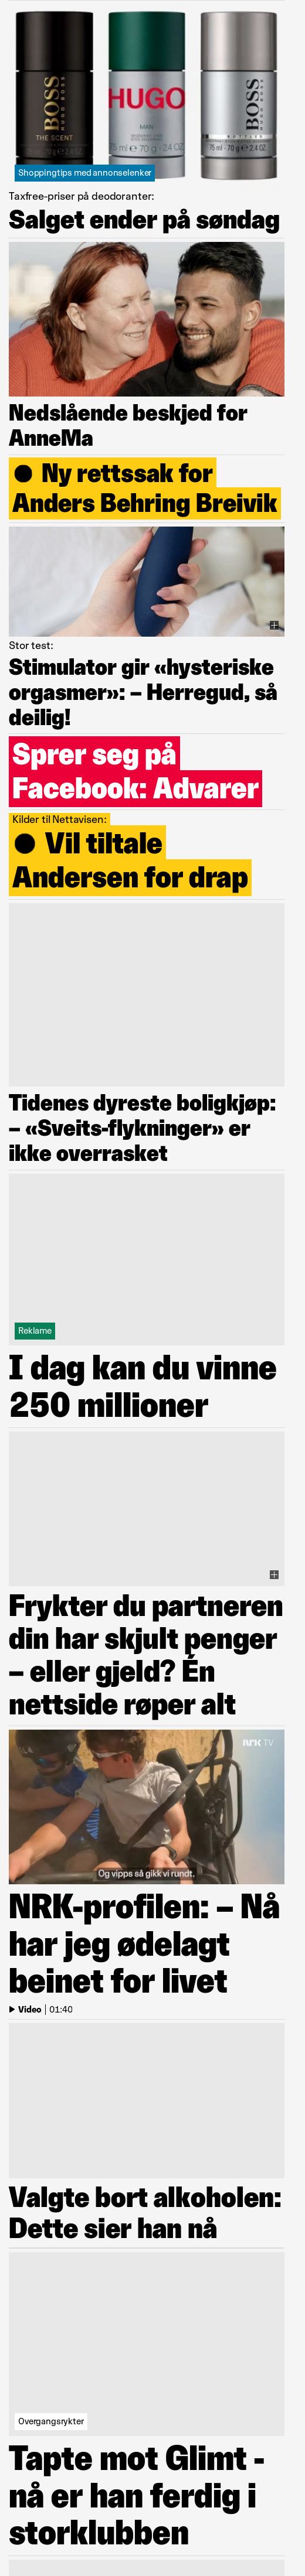 BOSS
HUGO BOSS
THE SCENT
HUGO
MAN
75 ml - 70 g - 2.4 OZ
BOSS
HUGO BOSS
BOTTLED
75 ml - 70 g - 2.4 OZ
Shoppingtips med annonselenker
Taxfree-priser på deodoranter:
Salget ender på søndag
Nedslående beskjed for
AnneMa
Ny rettssak for
Anders Behring Breivik
Stor test:
Stimulator gir «hysteriske
orgasmer»: – Herregud, så
deilig!
Sprer seg på
Facebook: Advarer
Kilder til Nettavisen:
Vil tiltale
Andersen for drap
Tidenes dyreste boligkjøp:
– «Sveits-flykninger» er
ikke overrasket
Reklame
I dag kan du vinne
250 millioner
Frykter du partneren
din har skjult penger
– eller gjeld? Én
nettside røper alt
NRK TV
Og vipps så gikk vi rundt.
NRK-profilen: – Nå
har jeg ødelagt
beinet for livet
Video | 01:40
Valgte bort alkoholen:
Dette sier han nå
Overgangsrykter
Tapte mot Glimt -
nå er han ferdig i
storklubben